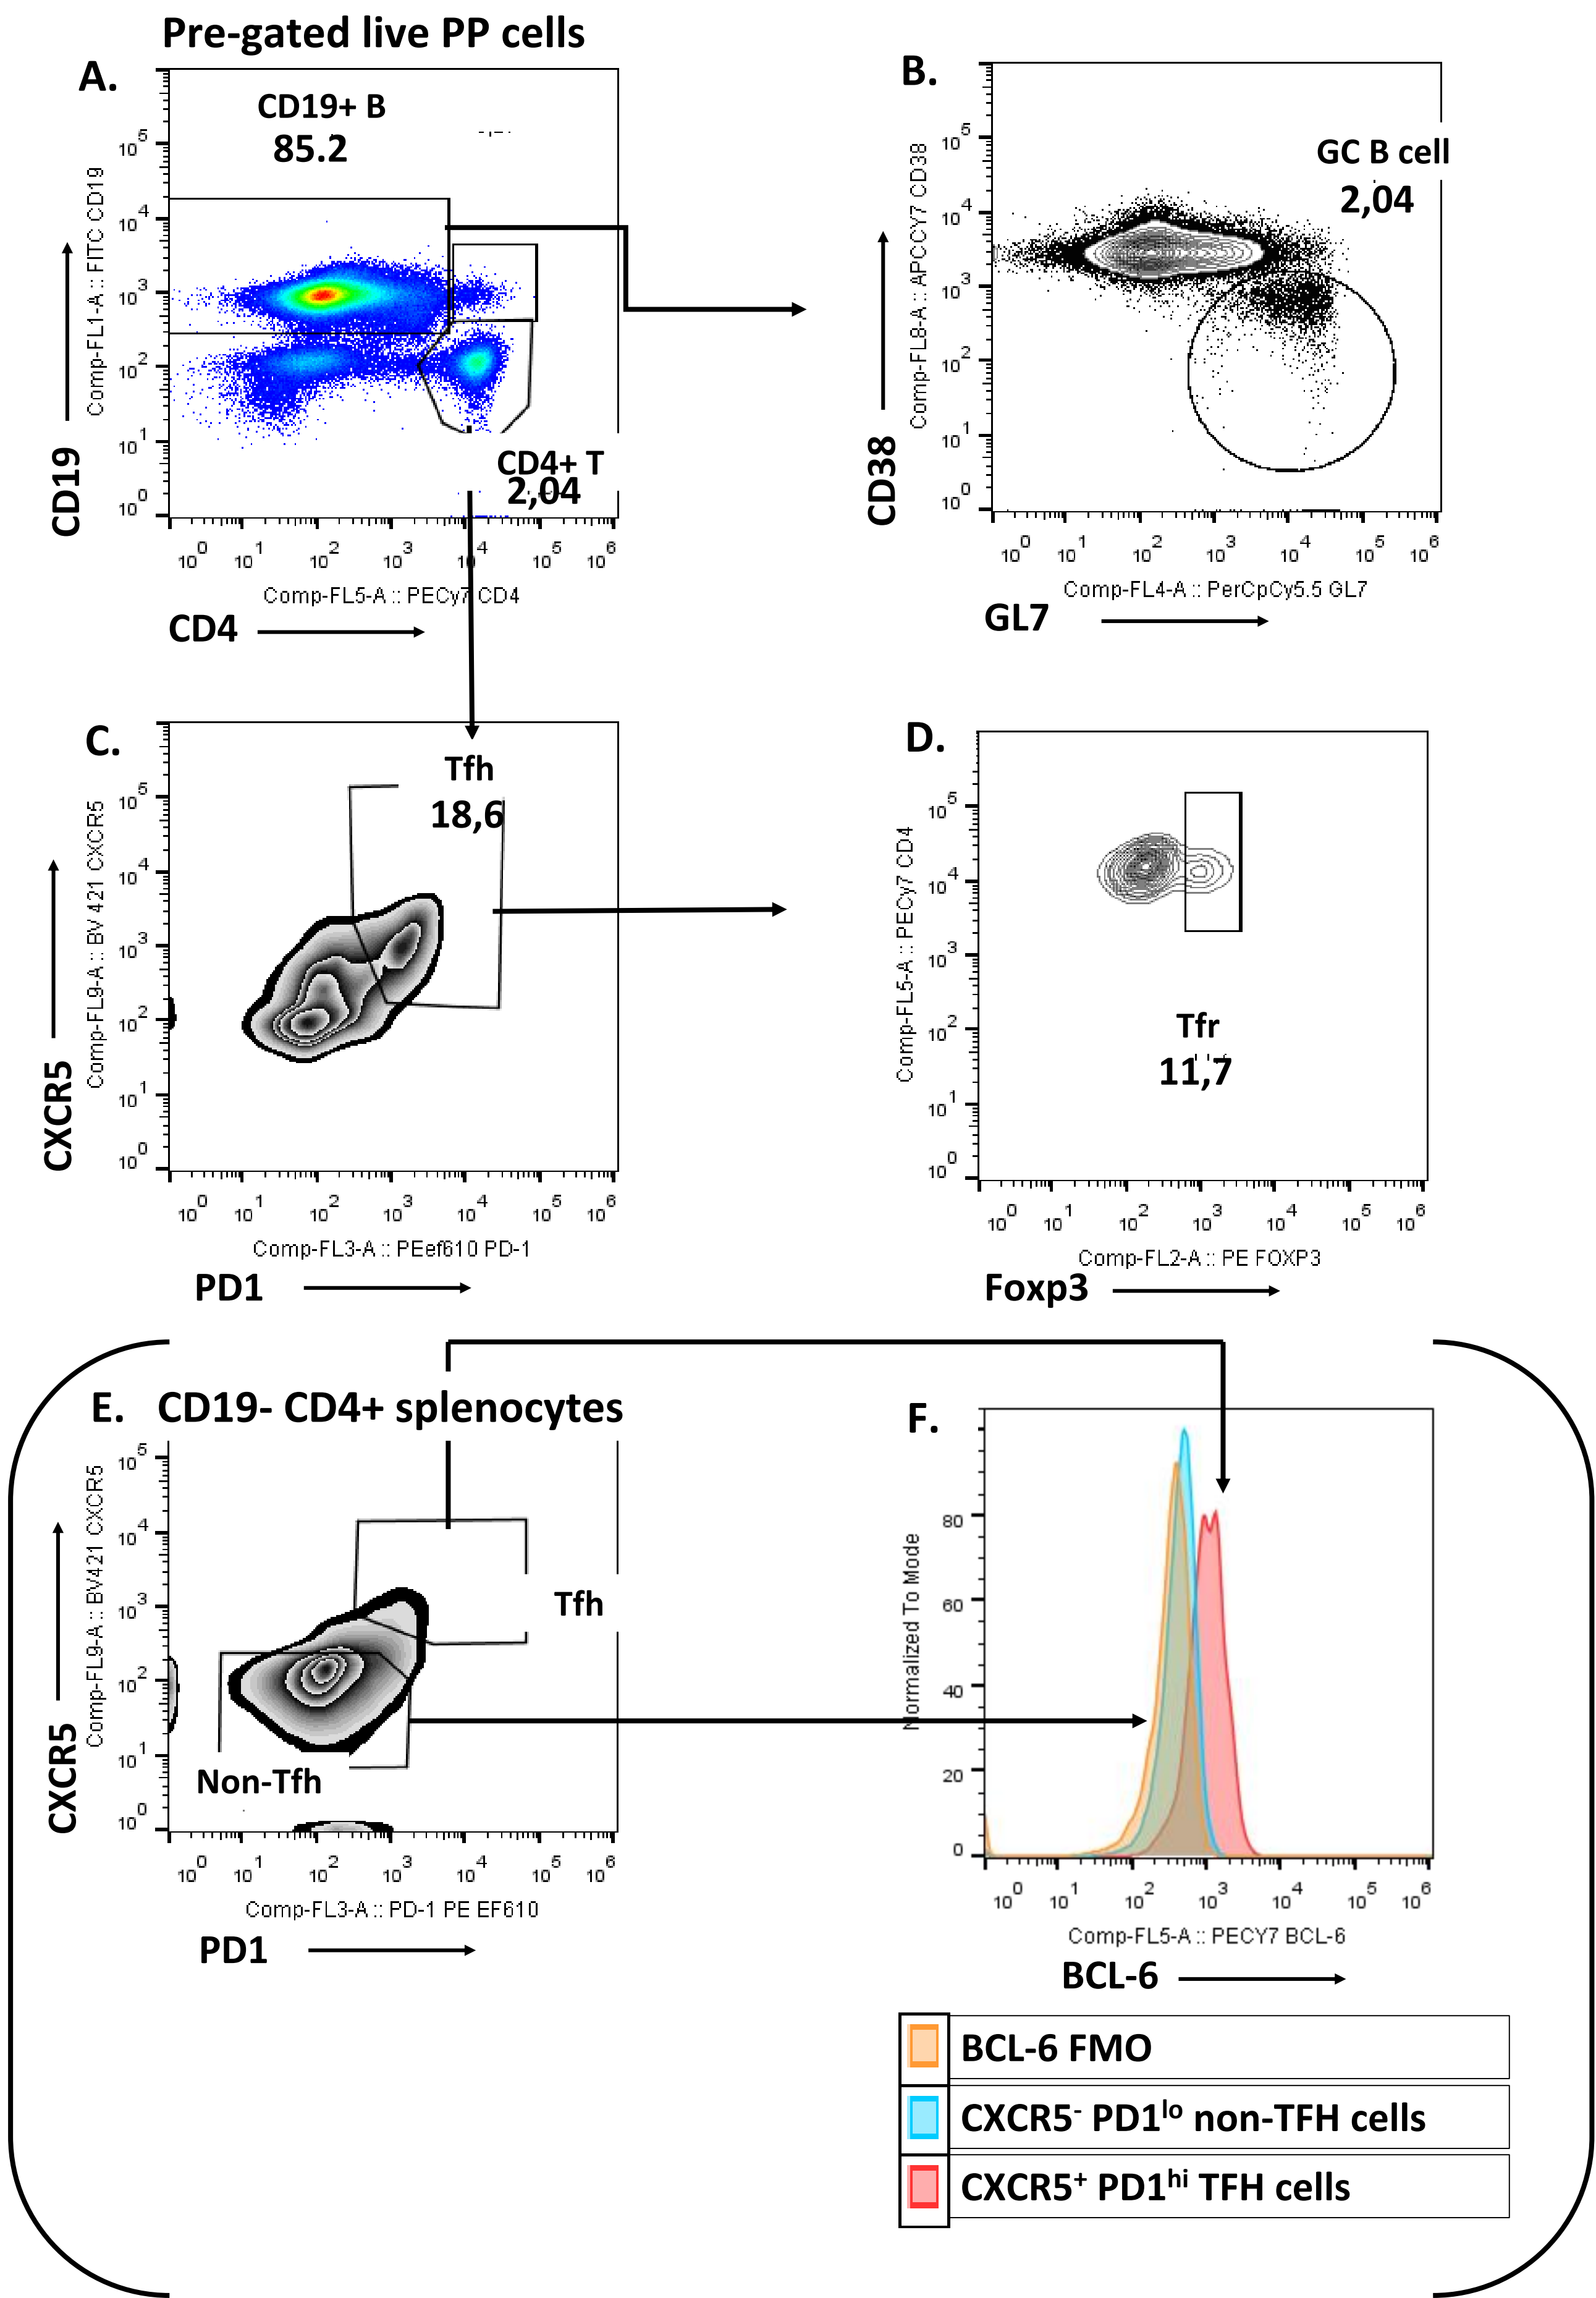 Pre-gated live PP cells
A.
CD19+ B
85.2
10^5
10^4
10^3
10^2
10^1
10^0
Comp-FL1-A :: FITC CD19
CD19
CD4+ T
2,04
10^0 10^1 10^2 10^3 10^4 10^5 10^6
Comp-FL5-A :: PECy7 CD4
CD4
B.
GC B cell
2,04
10^5
10^4
10^3
10^2
10^1
10^0
Comp-FL8-A :: APCCY7 CD38
CD38
10^0 10^1 10^2 10^3 10^4 10^5 10^6
Comp-FL4-A :: PerCpCy5.5 GL7
GL7
C.
Tfh
18,6
10^5
10^4
10^3
10^2
10^1
10^0
Comp-FL9-A :: BV 421 CXCR5
CXCR5
10^0 10^1 10^2 10^3 10^4 10^5 10^6
Comp-FL3-A :: PEef610 PD-1
PD1
D.
10^5
10^4
10^3
10^2
10^1
10^0
Comp-FL5-A :: PECy7 CD4
Tfr
11,7
10^0 10^1 10^2 10^3 10^4 10^5 10^6
Comp-FL2-A :: PE FOXP3
Foxp3
E. CD19- CD4+ splenocytes
10^5
10^4
10^3
10^2
10^1
10^0
Comp-FL9-A :: BV421 CXCR5
CXCR5
Tfh
Non-Tfh
10^0 10^1 10^2 10^3 10^4 10^5 10^6
Comp-FL3-A :: PD-1 PE EF610
PD1
F.
80
60
40
20
0
Normalized To Mode
10^0 10^1 10^2 10^3 10^4 10^5 10^6
Comp-FL5-A :: PECY7 BCL-6
BCL-6
BCL-6 FMO
CXCR5^- PD1^lo non-TFH cells
CXCR5^+ PD1^hi TFH cells